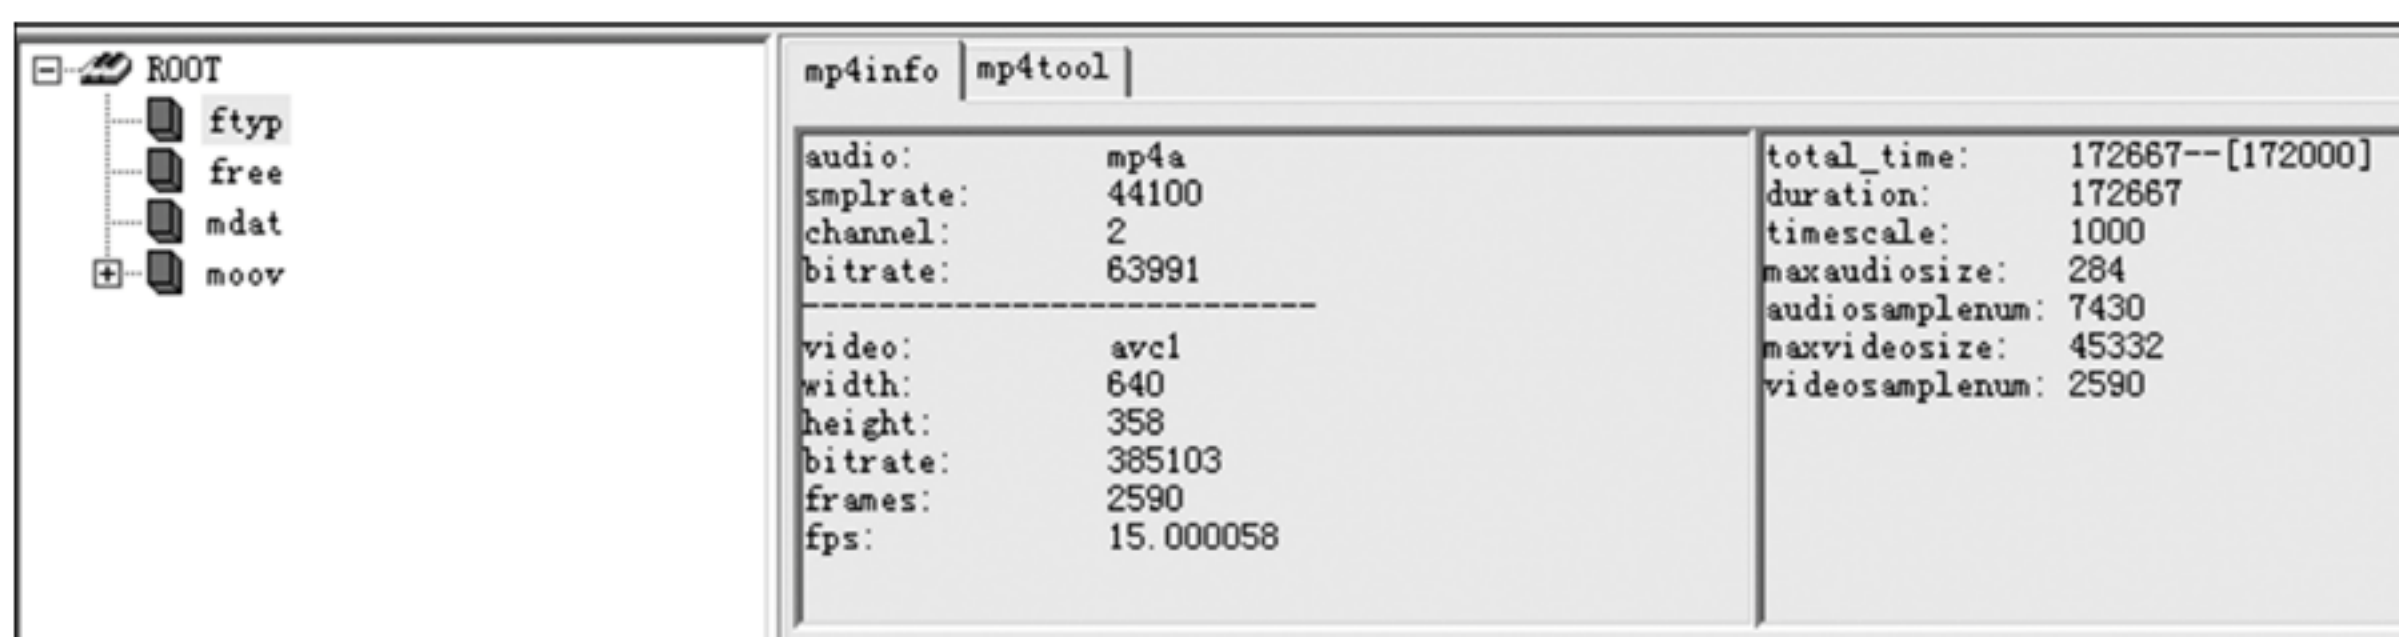 ROOT
ftyp
free
mdat
moov
mp4info mp4tool
audio: mp4a
smplrate: 44100
channel: 2
bitrate: 63991
---------------------------
video: avc1
width: 640
height: 358
bitrate: 385103
frames: 2590
fps: 15.000058
total_time: 172667--[172000]
duration: 172667
timescale: 1000
maxaudiosize: 284
audiosamplenum: 7430
maxvideosize: 45332
videosamplenum: 2590